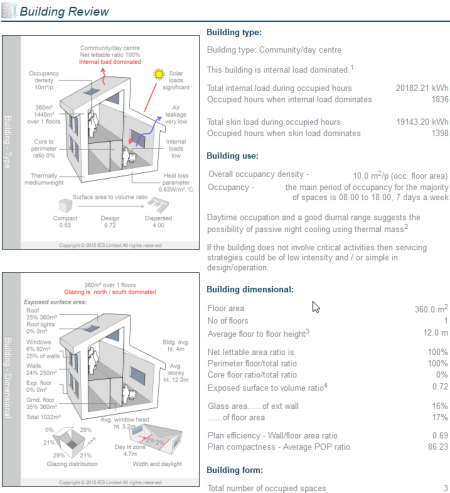 Building Review
Building - Type
Community/day centre
Net lettable ratio 100%
Internal load dominated
Occupancy
density
10m²/p
Solar
loads
significant
360m²
1440m³
over 1 floors
Air
leakage
very low
Core to
perimeter
ratio 0%
Internal
loads
low
Thermally
mediumweight
Heat loss
parameter
0.63W/m².°C
Surface area to volume ratio
Compact
0.53
Design
0.72
Dispersed
4.00
Copyright © 2015 IES Limited All rights reserved
Building - Dimensional
360m² over 1 floors
Glazing is north / south dominated
Exposed surface area:
Roof
35% 360m²
Roof lights
0% 0m²
Windows
6% 62m²
25% of walls
Walls
24% 250m²
Exp. floor
0% 0m²
Grnd. floor
35% 360m²
Total 1032m²
Bldg. avg.
ht. 4m
Avg.
storey
ht. 12.0m
Avg. window head
ht. 3.2m
0%
29%
21%
29%
21%
Day lit zone
4.7m
Glazing distribution
Width and daylight
Copyright © 2015 IES Limited All rights reserved
Building type:
Building type: Community/day centre
This building is internal load dominated.¹
Total internal load during occupied hours 20182.21 kWh
Occupied hours when internal load dominates 1836
Total skin load during occupied hours 19143.20 kWh
Occupied hours when skin load dominates 1398
Building use:
Overall occupancy density - 10.0 m²/p (occ. floor area)
Occupancy - the main period of occupancy for the majority
of spaces is 08:00 to 18:00, 7 days a week
Daytime occupation and a good diurnal range suggests the
possibility of passive night cooling using thermal mass²
If the building does not involve critical activities then servicing
strategies could be of low intensity and / or simple in
design/operation.
Building dimensional:
Floor area 360.0 m²
No of floors 1
Average floor to floor height³ 12.0 m
Net lettable area ratio is 100%
Perimeter floor/total ratio 100%
Core floor ratio/total ratio 0%
Exposed surface to volume ratio⁴ 0.72
Glass area......of ext wall 16%
......of floor area 17%
Plan efficiency - Wall/floor area ratio 0.69
Plan compactness - Average POP ratio 86.23
Building form:
Total number of occupied spaces 3